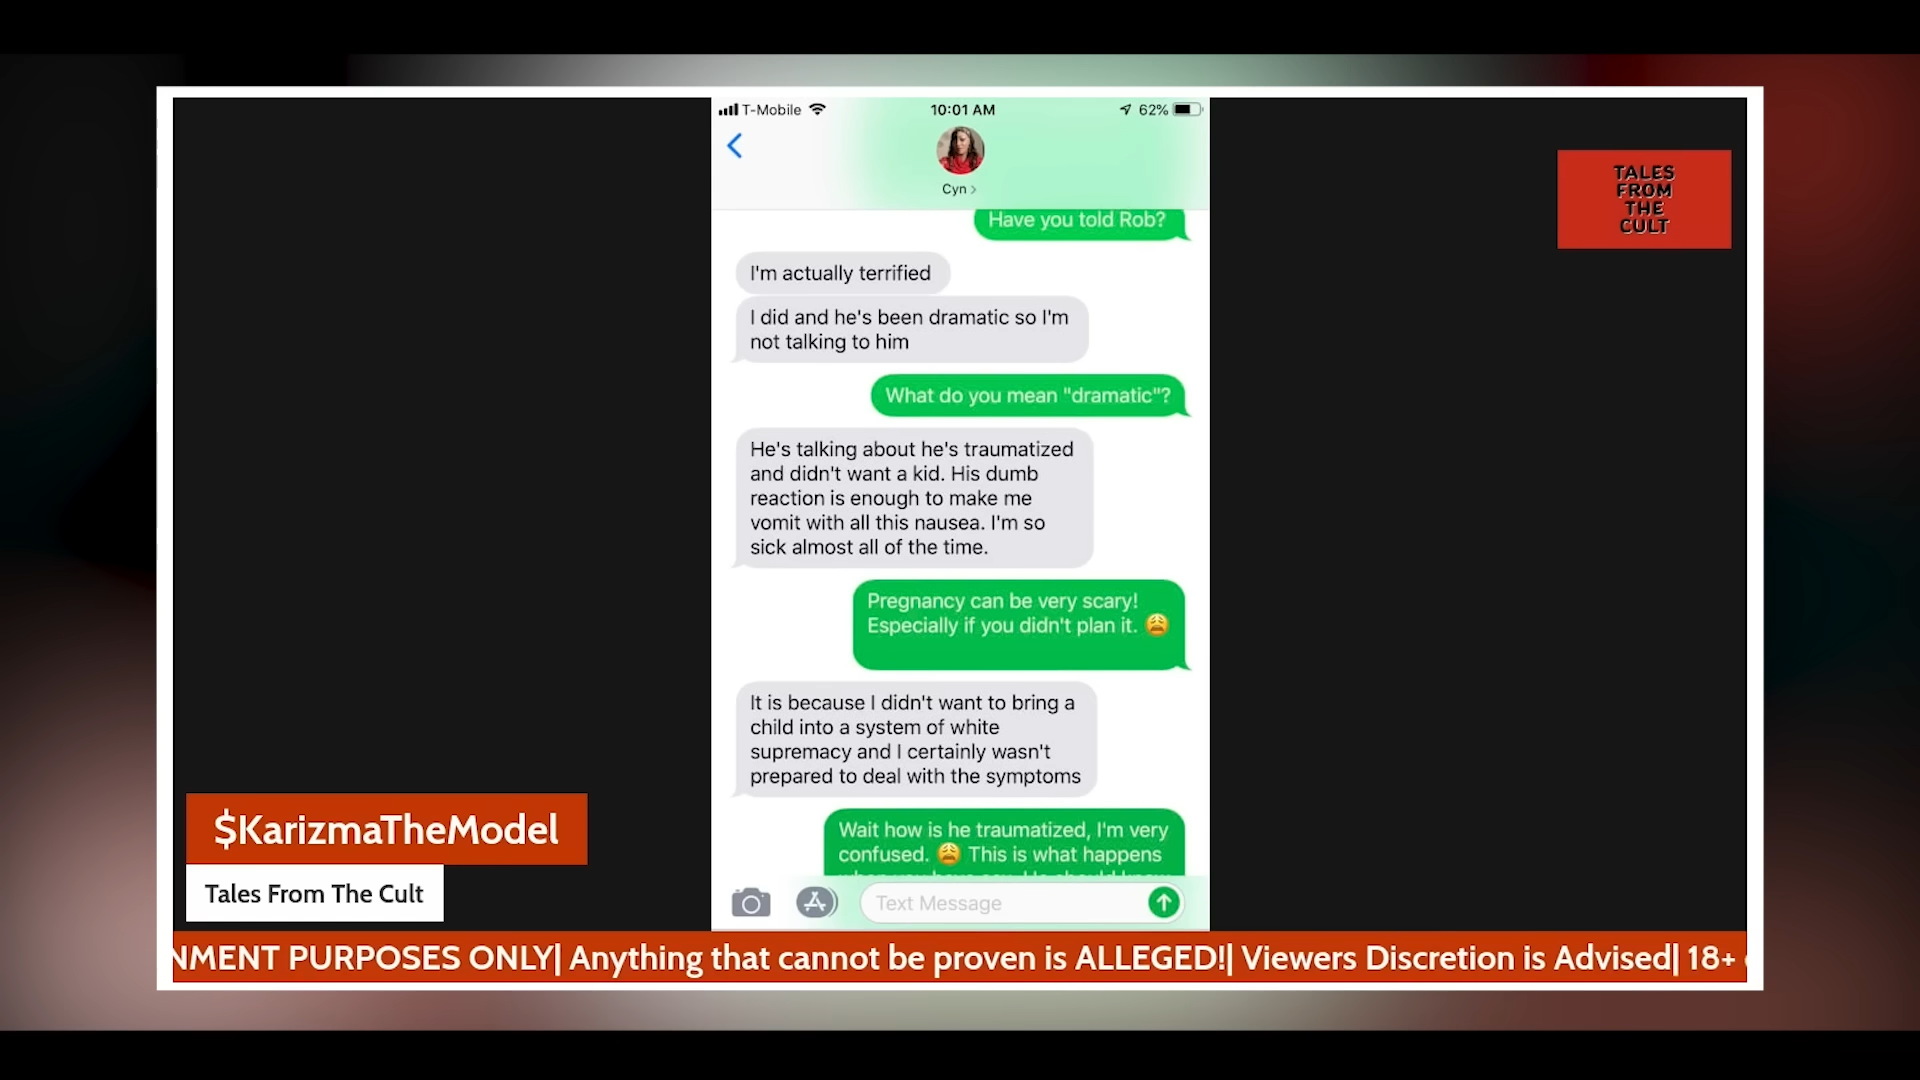 T-Mobile
10:01 AM
62%
Cyn
Have you told Rob?
I'm actually terrified
I did and he's been dramatic so I'm
not talking to him
What do you mean "dramatic"?
He's talking about he's traumatized
and didn't want a kid. His dumb
reaction is enough to make me
vomit with all this nausea. I'm so
sick almost all of the time.
Pregnancy can be very scary!
Especially if you didn't plan it. 😩
It is because I didn't want to bring a
child into a system of white
supremacy and I certainly wasn't
prepared to deal with the symptoms
Wait how is he traumatized, I'm very
confused. 😩 This is what happens
Text Message
TALES
FROM
THE
CULT
$KarizmaTheModel
Tales From The Cult
NMENT PURPOSES ONLY| Anything that cannot be proven is ALLEGED!| Viewers Discretion is Advised| 18+